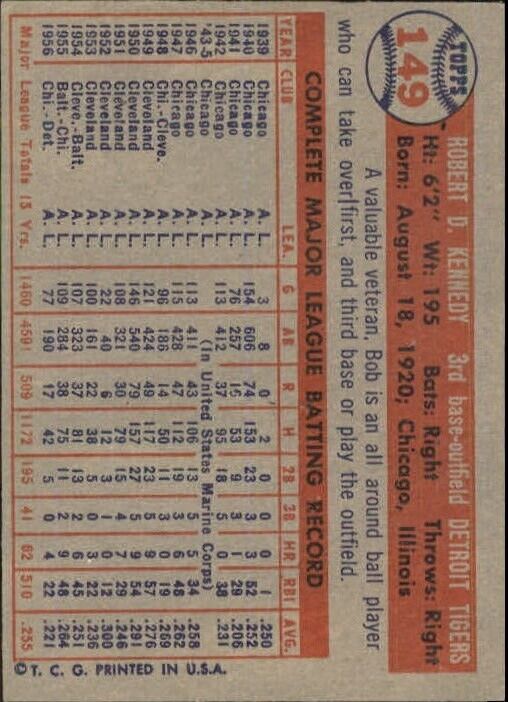 TOPPS
149
ROBERT D. KENNEDY 3rd base-outfield DETROIT TIGERS
Ht: 6'2" Wt: 195 Bats: Right Throws: Right
Born: August 18, 1920; Chicago, Illinois
A valuable veteran, Bob is an all around ball player
who can take over first, and third base or play the outfield.
COMPLETE MAJOR LEAGUE BATTING RECORD
YEAR CLUB LEA. G AB R H 2B 3B HR RBI AVG.
1939 Chicago A. L. 3 8 0 2 0 0 0 1 .250
1940 Chicago A. L. 154 606 74 153 23 3 3 52 .252
1941 Chicago A. L. 76 257 16 53 9 3 1 29 .206
1942 Chicago A. L. 113 412 37 95 18 5 0 38 .231
43-5 Chicago A. L. (In United States Marine Corps)
1946 Chicago A. L. 113 411 43 106 13 5 5 34 .258
1947 Chicago A. L. 115 428 47 112 19 3 6 48 .262
1948 Chi.-Cleve. A. L. 96 186 14 50 11 3 0 19 .269
1949 Cleveland A. L. 121 424 49 117 23 5 9 57 .276
1950 Cleveland A. L. 146 540 79 157 27 5 9 54 .291
1951 Cleveland A. L. 108 321 30 79 15 4 7 29 .246
1952 Cleveland A. L. 22 40 6 12 3 1 0 12 .300
1953 Cleveland A. L. 100 161 22 38 5 0 3 22 .236
1954 Cleve.-Balt. A. L. 107 323 37 81 13 2 6 45 .251
1955 Balt.-Chi. A. L. 109 284 38 75 11 2 9 48 .264
1956 Chi.-Det. A. L. 77 190 17 42 5 0 4 22 .221
Major League Totals 15 Yrs. 1460 4591 509 1172 195 41 62 510 .255
© T. C. G. PRINTED IN U.S.A.